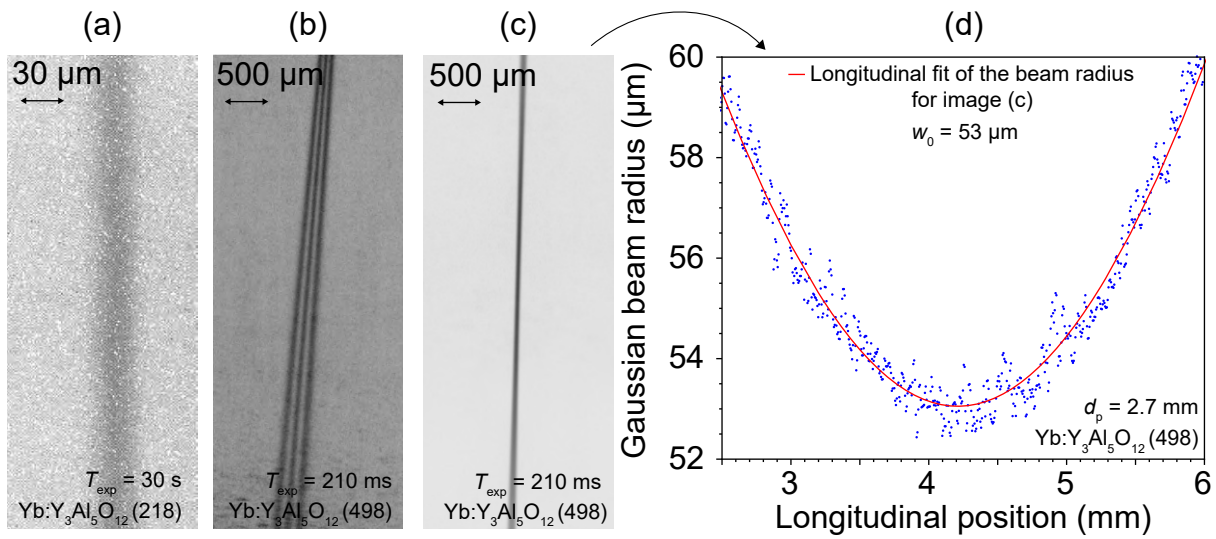 (a)
(b)
(c)
(d)
30 µm
500 µm
500 µm
T_exp = 30 s
Yb:Y₃Al₅O₁₂ (218)
T_exp = 210 ms
Yb:Y₃Al₅O₁₂ (498)
T_exp = 210 ms
Yb:Y₃Al₅O₁₂ (498)
Gaussian beam radius (µm)
60
58
56
54
52
Longitudinal fit of the beam radius
for image (c)
w₀ = 53 µm
d_p = 2.7 mm
Yb:Y₃Al₅O₁₂ (498)
3
4
5
6
Longitudinal position (mm)